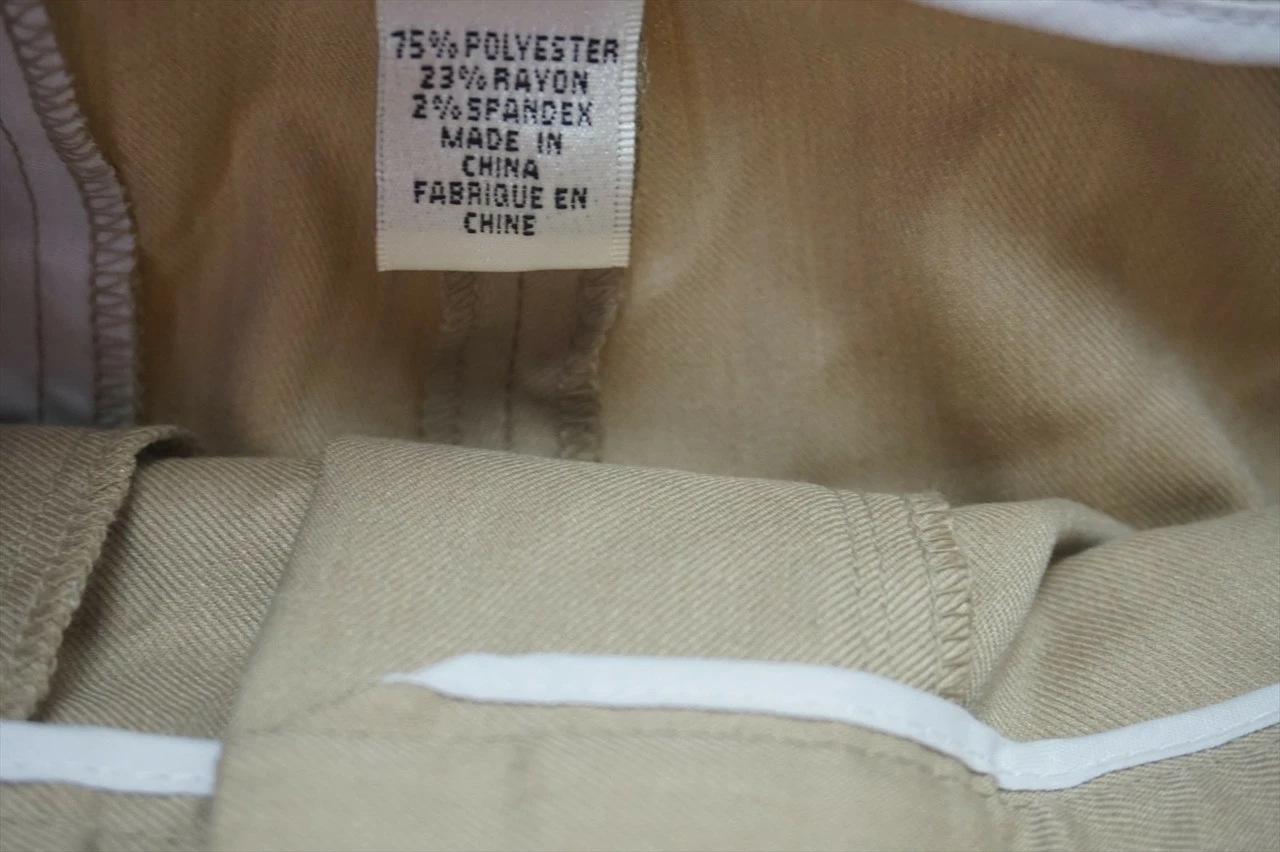 75% POLYESTER
23% RAYON
2% SPANDEX
MADE IN
CHINA
FABRIQUE EN
CHINE